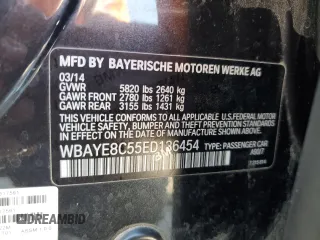 MFD BY BAYERISCHE MOTOREN WERKE AG
03/14
GVWR 5820 lbs 2640 kg
GAWR FRONT 2780 lbs 1261 kg
GAWR REAR 3155 lbs 1431 kg
THIS VEHICLE CONFORMS TO ALL APPLICABLE
FEDERAL MOTOR VEHICLE SAFETY, BUMPER, AND
THEFT PREVENTION STANDARDS IN EFFECT ON THE
DATE OF MANUFACTURE SHOWN ABOVE.
WBAYE8C55ED136454 TYPE: PASSENGER CAR
DREAMBID